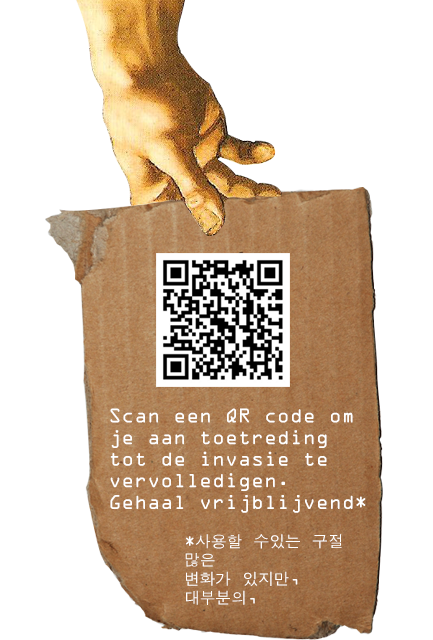 Scan een QR code om
je aan toetreding
tot de invasie te
vervolledigen.
Gehaal vrijblijvend*
*사용할 수있는 구절
많은
변화가 있지만,
대부분의,